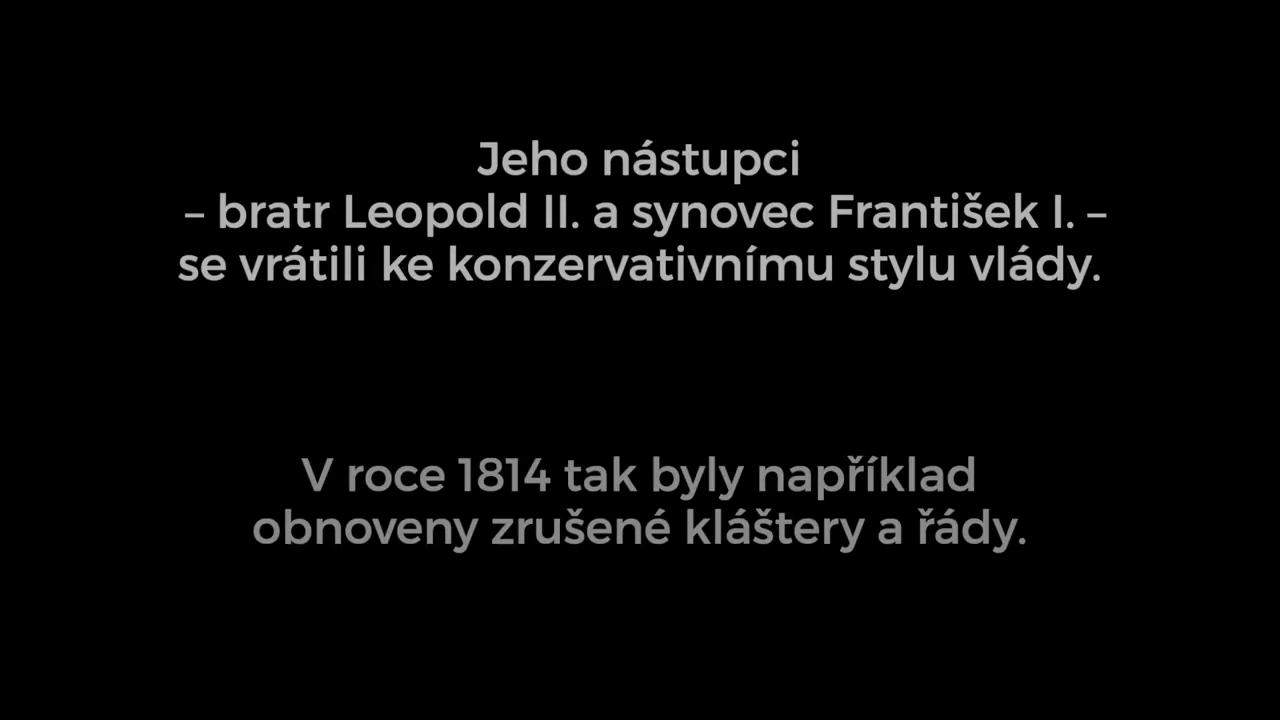 Jeho nástupci
– bratr Leopold II. a synovec František I. –
se vrátili ke konzervativnímu stylu vlády.
V roce 1814 tak byly například
obnoveny zrušené kláštery a řády.